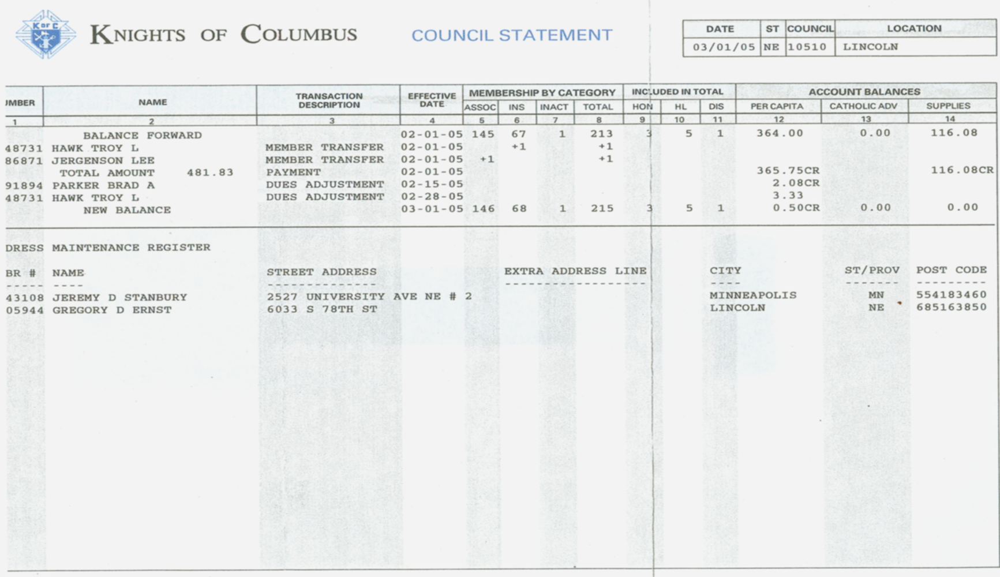 K OF C
KNIGHTS OF COLUMBUS COUNCIL STATEMENT
DATE ST COUNCIL LOCATION
03/01/05 NE 10510 LINCOLN
UMBER NAME TRANSACTION DESCRIPTION EFFECTIVE DATE MEMBERSHIP BY CATEGORY INCLUDED IN TOTAL ACCOUNT BALANCES
ASSOC INS INACT TOTAL HON HL DIS PER CAPITA CATHOLIC ADV SUPPLIES
1 2 3 4 5 6 7 8 9 10 11 12 13 14
BALANCE FORWARD 02-01-05 145 67 1 213 3 5 1 364.00 0.00 116.08
48731 HAWK TROY L MEMBER TRANSFER 02-01-05 +1 +1
86871 JERGENSON LEE MEMBER TRANSFER 02-01-05 +1 +1
TOTAL AMOUNT 481.83 PAYMENT 02-01-05 365.75CR 116.08CR
91894 PARKER BRAD A DUES ADJUSTMENT 02-15-05 2.08CR
48731 HAWK TROY L DUES ADJUSTMENT 02-28-05 3.33
NEW BALANCE 03-01-05 146 68 1 215 3 5 1 0.50CR 0.00 0.00
DRESS MAINTENANCE REGISTER
BR # NAME STREET ADDRESS EXTRA ADDRESS LINE CITY ST/PROV POST CODE
43108 JEREMY D STANBURY 2527 UNIVERSITY AVE NE # 2 MINNEAPOLIS MN 554183460
05944 GREGORY D ERNST 6033 S 78TH ST LINCOLN NE 685163850